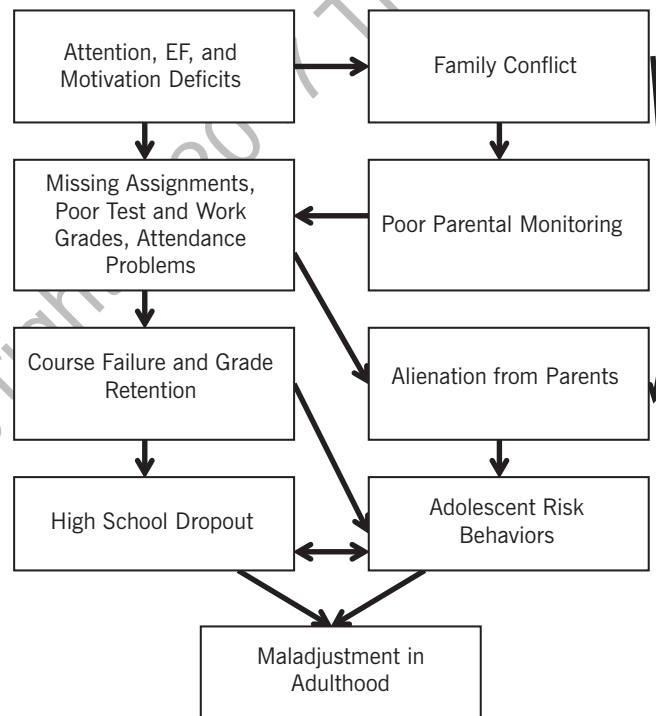 Attention, EF, and
Motivation Deficits
Family Conflict
Missing Assignments,
Poor Test and Work
Grades, Attendance
Problems
Poor Parental Monitoring
Course Failure and Grade
Retention
Alienation from Parents
High School Dropout
Adolescent Risk
Behaviors
Maladjustment in
Adulthood